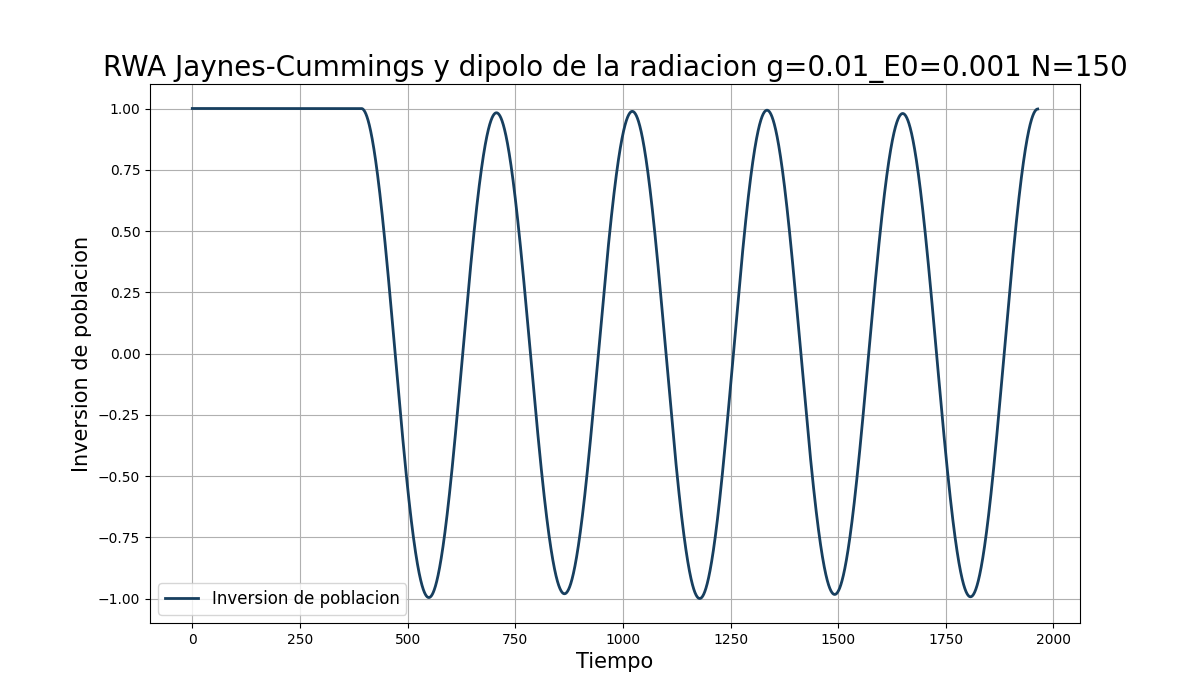 RWA Jaynes-Cummings y dipolo de la radiacion g=0.01_E0=0.001 N=150
1.00
0.75
0.50
0.25
0.00
−0.25
−0.50
−0.75
−1.00
Inversion de poblacion
Inversion de poblacion
0 250 500 750 1000 1250 1500 1750 2000
Tiempo